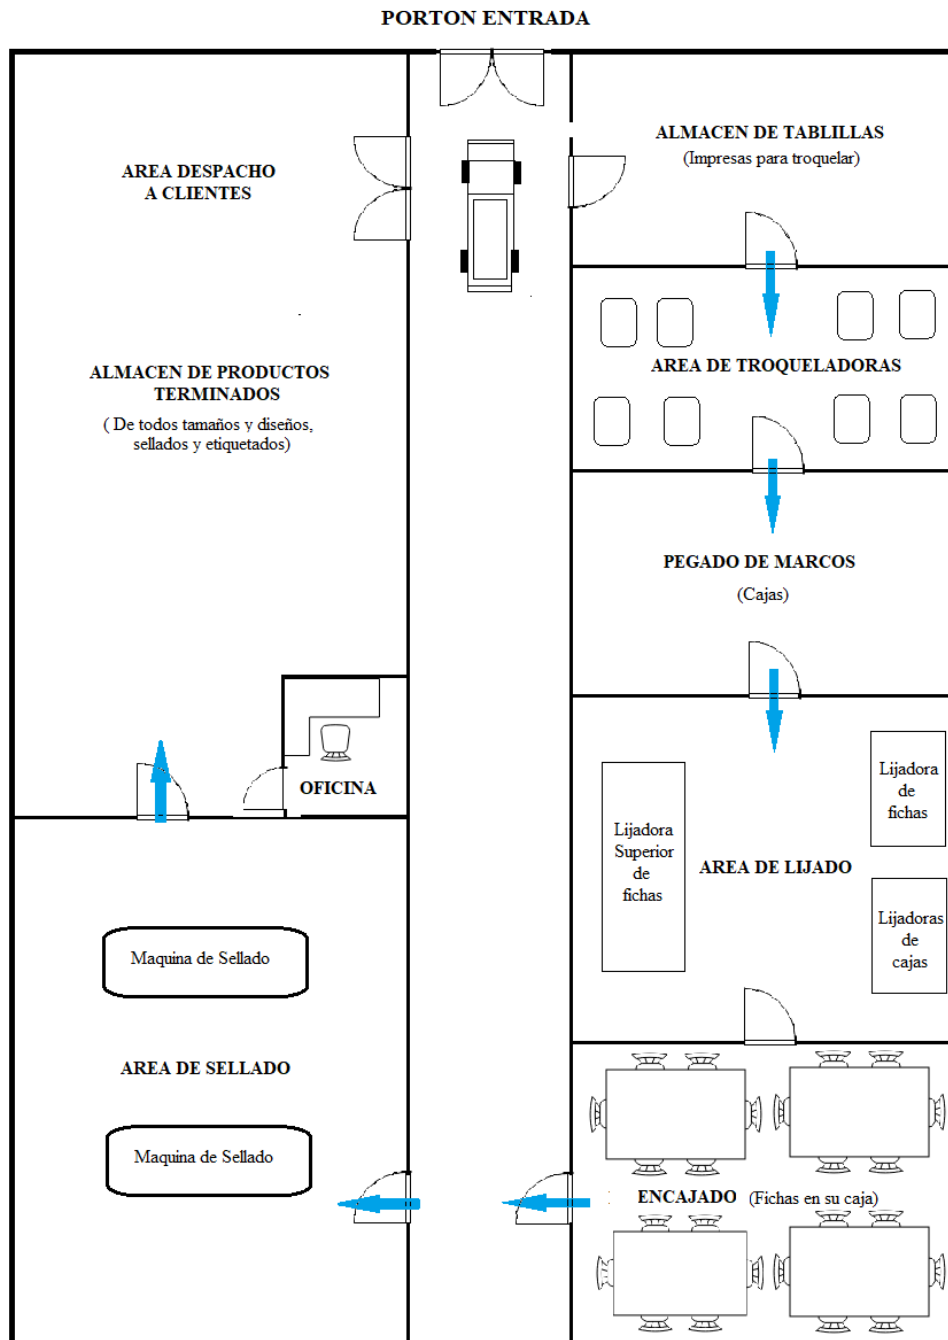 PORTON ENTRADA
AREA DESPACHO
A CLIENTES
ALMACEN DE PRODUCTOS
TERMINADOS
( De todos tamaños y diseños,
sellados y etiquetados)
OFICINA
Maquina de Sellado
AREA DE SELLADO
Maquina de Sellado
ALMACEN DE TABLILLAS
(Impresas para troquelar)
AREA DE TROQUELADORAS
PEGADO DE MARCOS
(Cajas)
Lijadora
Superior
de
fichas
AREA DE LIJADO
Lijadora
de
fichas
Lijadoras
de
cajas
ENCAJADO (Fichas en su caja)